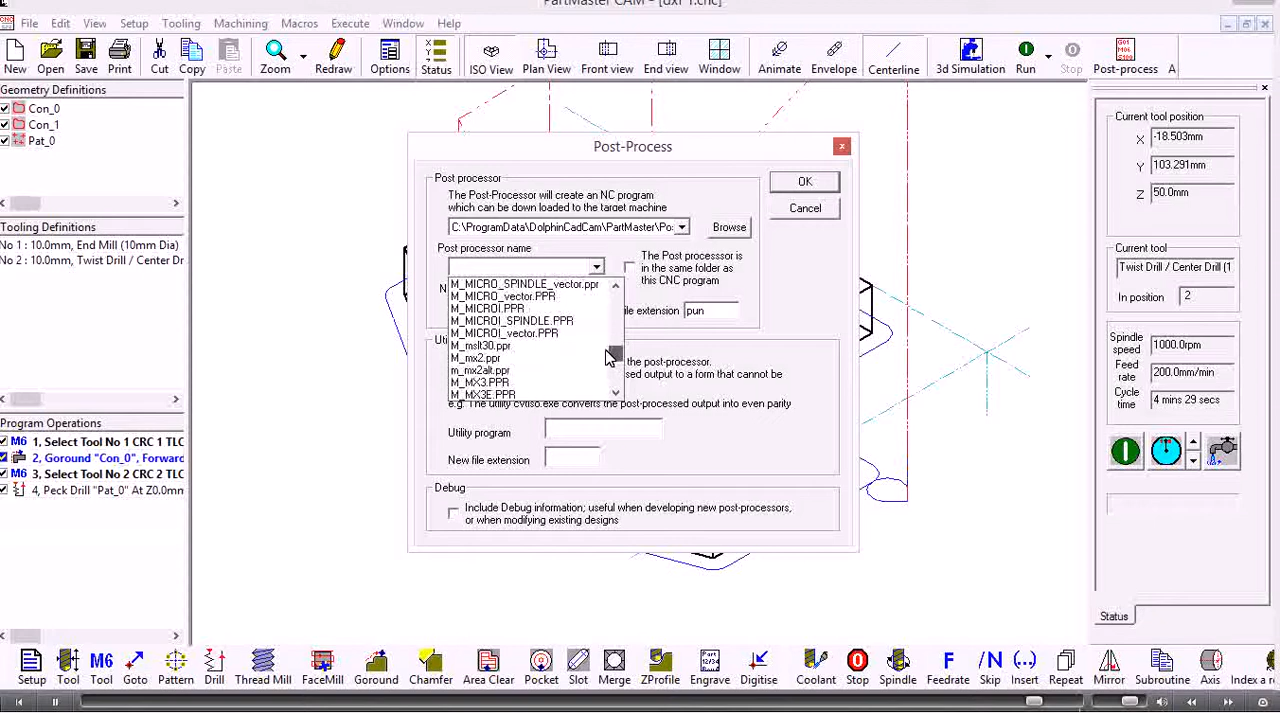 PartMaster CAM - [dxf 1.cnc]
File Edit View Setup Tooling Machining Macros Execute Window Help
New Open Save Print Cut Copy Paste Zoom Redraw Options Status ISO View Plan View Front view End view Window Animate Envelope Centerline 3d Simulation Run Stop Post-process A
Geometry Definitions
Con_0
Con_1
Pat_0
Tooling Definitions
No 1 : 10.0mm, End Mill (10mm Dia)
No 2 : 10.0mm, Twist Drill / Center Dr
Program Operations
M6 1, Select Tool No 1 CRC 1 TLC
2, Goround "Con_0", Forward
M6 3, Select Tool No 2 CRC 2 TLC
4, Peck Drill "Pat_0" At Z0.0mm
Post-Process
Post processor
The Post-Processor will create an NC program
which can be down loaded to the target machine
C:\ProgramData\DolphinCadCam\PartMaster\Po:
Browse
OK
Cancel
Post processor name
The Post processsor is
in the same folder as
this CNC program
N
le extension pun
M_MICRO_SPINDLE_vector.ppr
M_MICRO_vector.PPR
M_MICROI.PPR
M_MICROI_SPINDLE.PPR
M_MICROI_vector.PPR
M_mslt30.ppr
M_mx2.ppr
m_mx2alt.ppr
M_MX3.PPR
M_MX3E.PPR
Uti
the post-processor.
sed output to a form that cannot be
e.g. The utility cvtiso.exe converts the post-processed output into even parity
Utility program
New file extension
Debug
Include Debug information; useful when developing new post-processors,
or when modifying existing designs
Current tool position
X -18.503mm
Y 103.291mm
Z 50.0mm
Current tool
Twist Drill / Center Drill (1
In position 2
Spindle speed 1000.0rpm
Feed rate 200.0mm/min
Cycle time 4 mins 29 secs
Status
Setup Tool Tool Goto Pattern Drill Thread Mill FaceMill Goround Chamfer Area Clean Pocket Slot Merge ZProfile Engrave Digitise Coolant Stop Spindle Feedrate Skip Insert Repeat Mirror Subroutine Axis Index a r